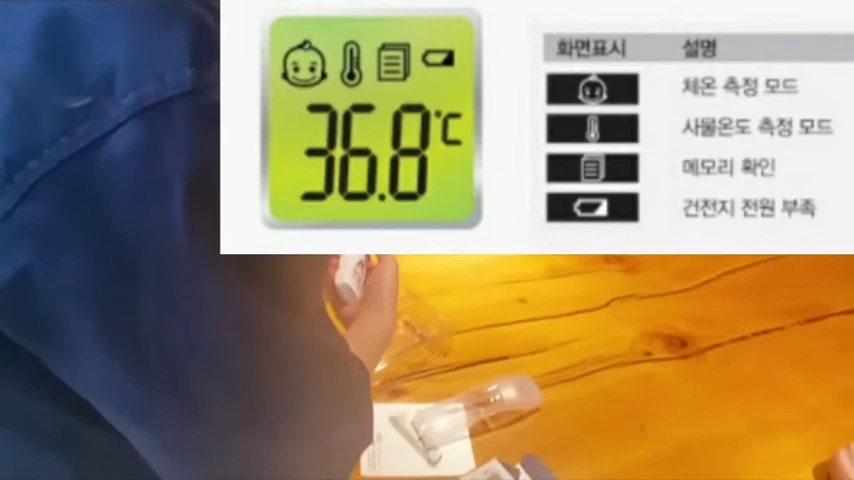 36.8°C
화면표시 설명
체온 측정 모드
사물온도 측정 모드
메모리 확인
건전지 전원 부족